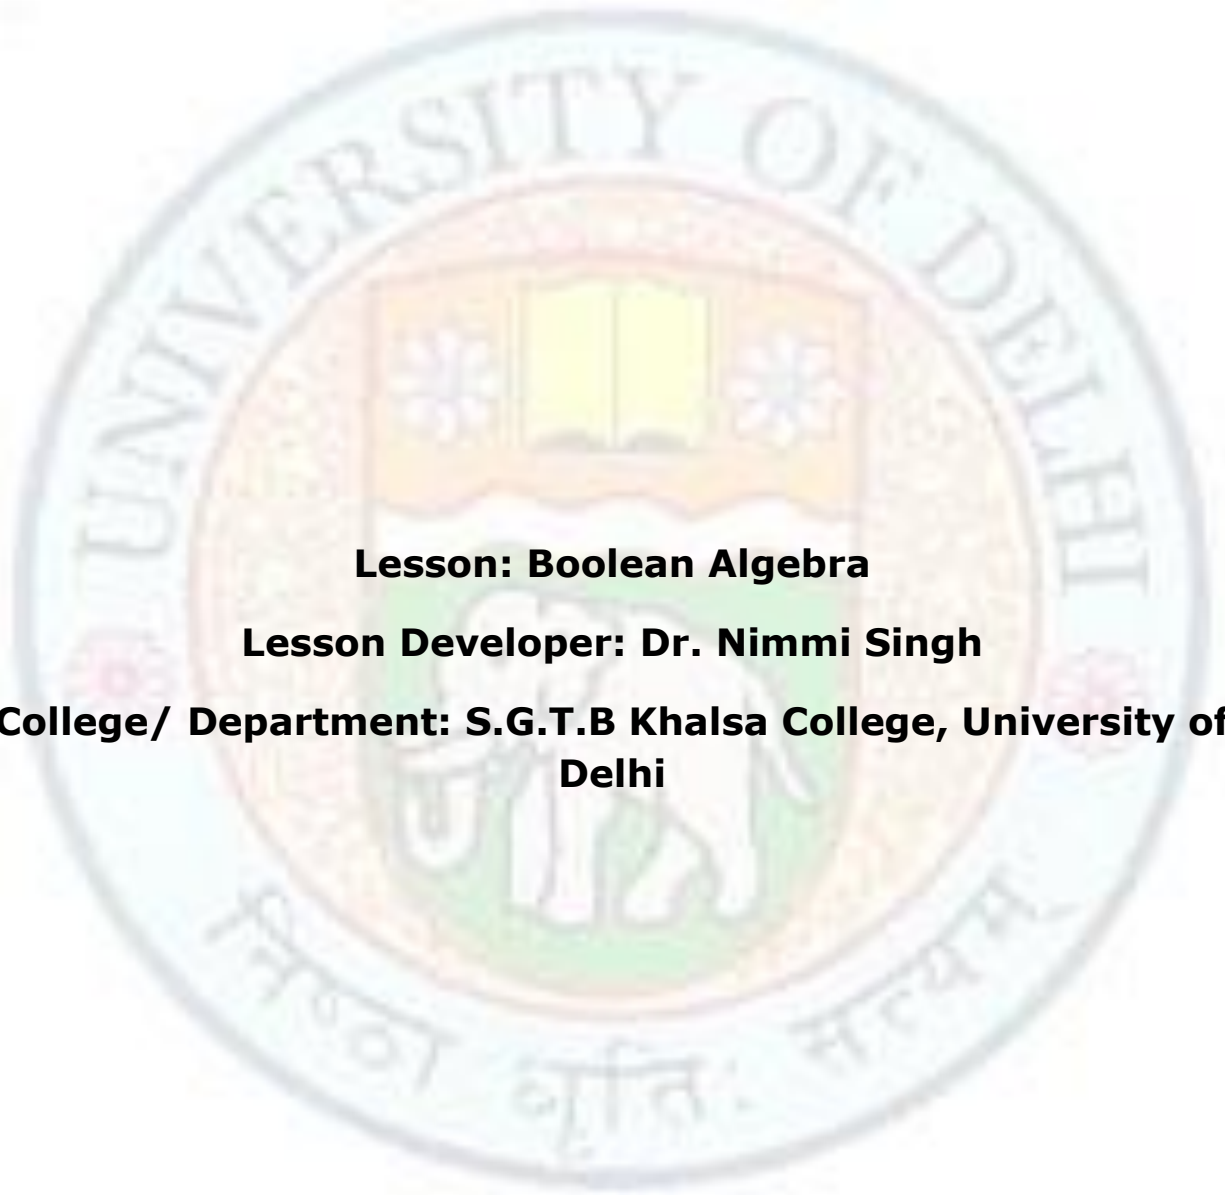 UNIVERSITY OF DELHI
Lesson: Boolean Algebra
Lesson Developer: Dr. Nimmi Singh
College/ Department: S.G.T.B Khalsa College, University of
Delhi